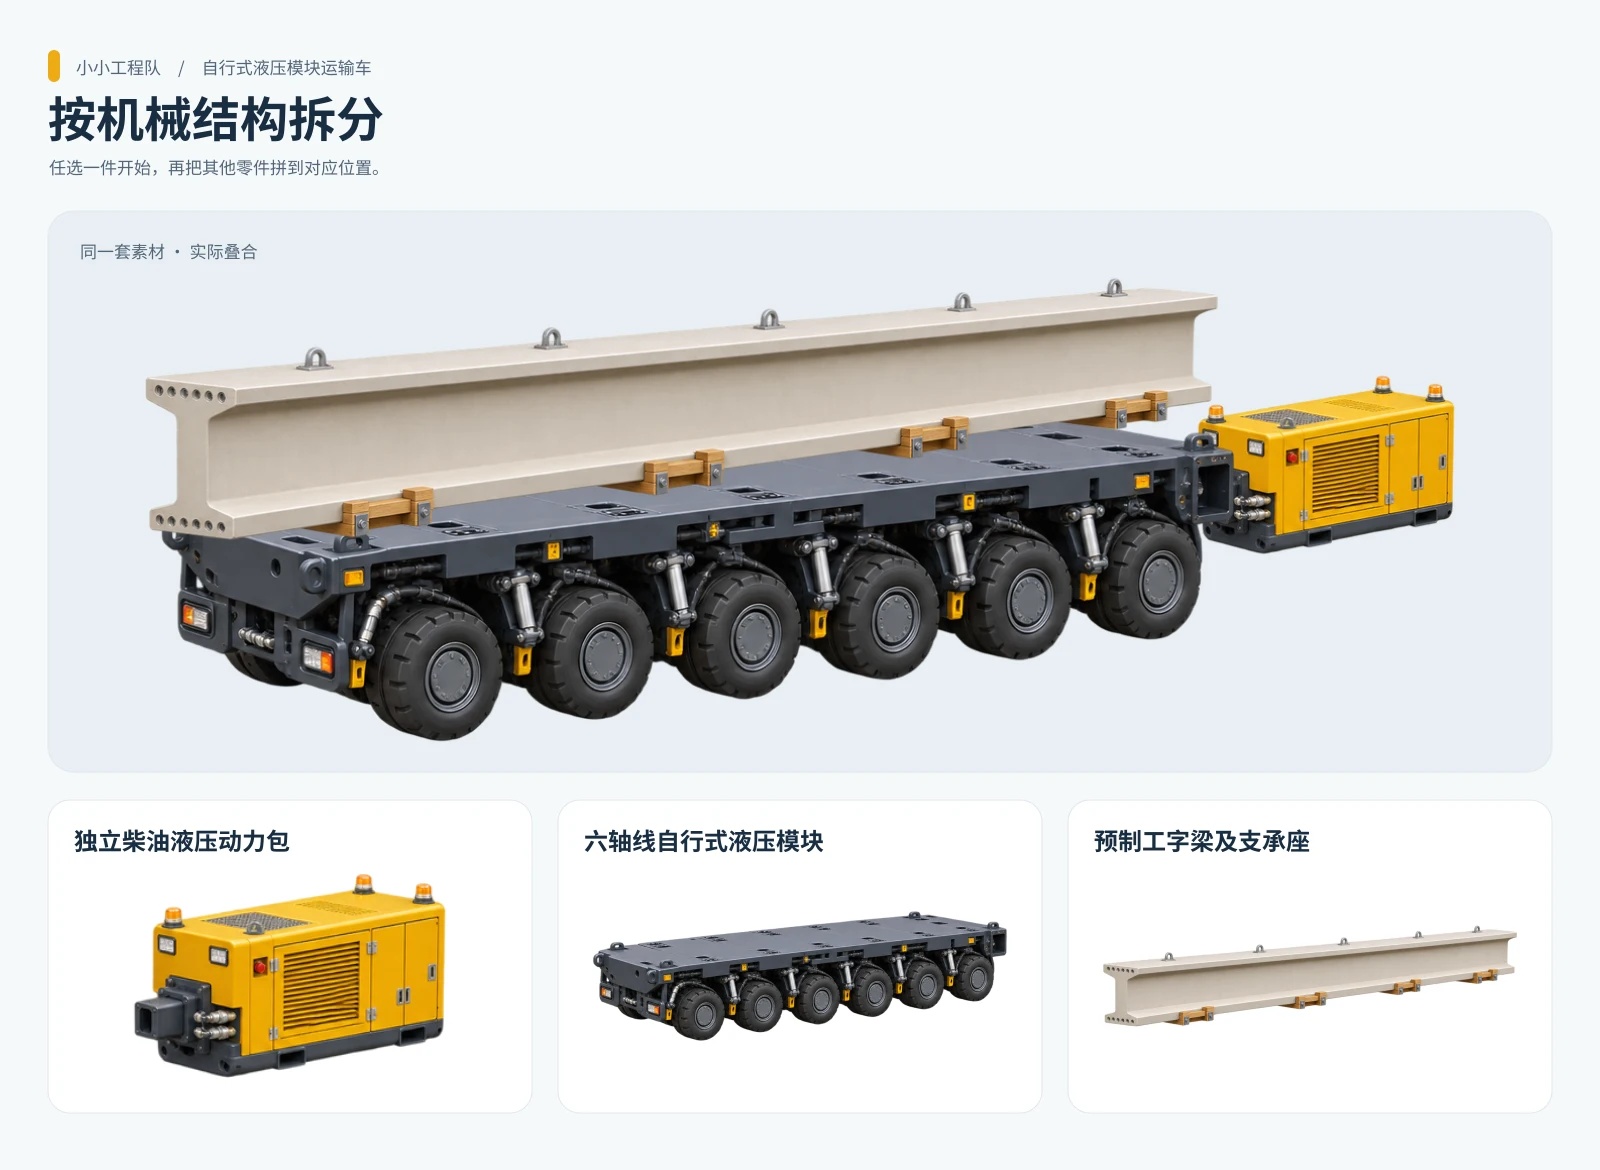 小小工程队 / 自行式液压模块运输车
按机械结构拆分
任选一件开始，再把其他零件拼到对应位置。
同一套素材 · 实际叠合
独立柴油液压动力包
六轴线自行式液压模块
预制工字梁及支承座